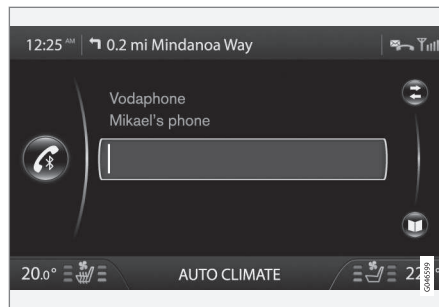 12:25 AM 0.2 mi Mindanoa Way
Vodaphone
Mikael's phone
20.0° AUTO CLIMATE 22
G046599